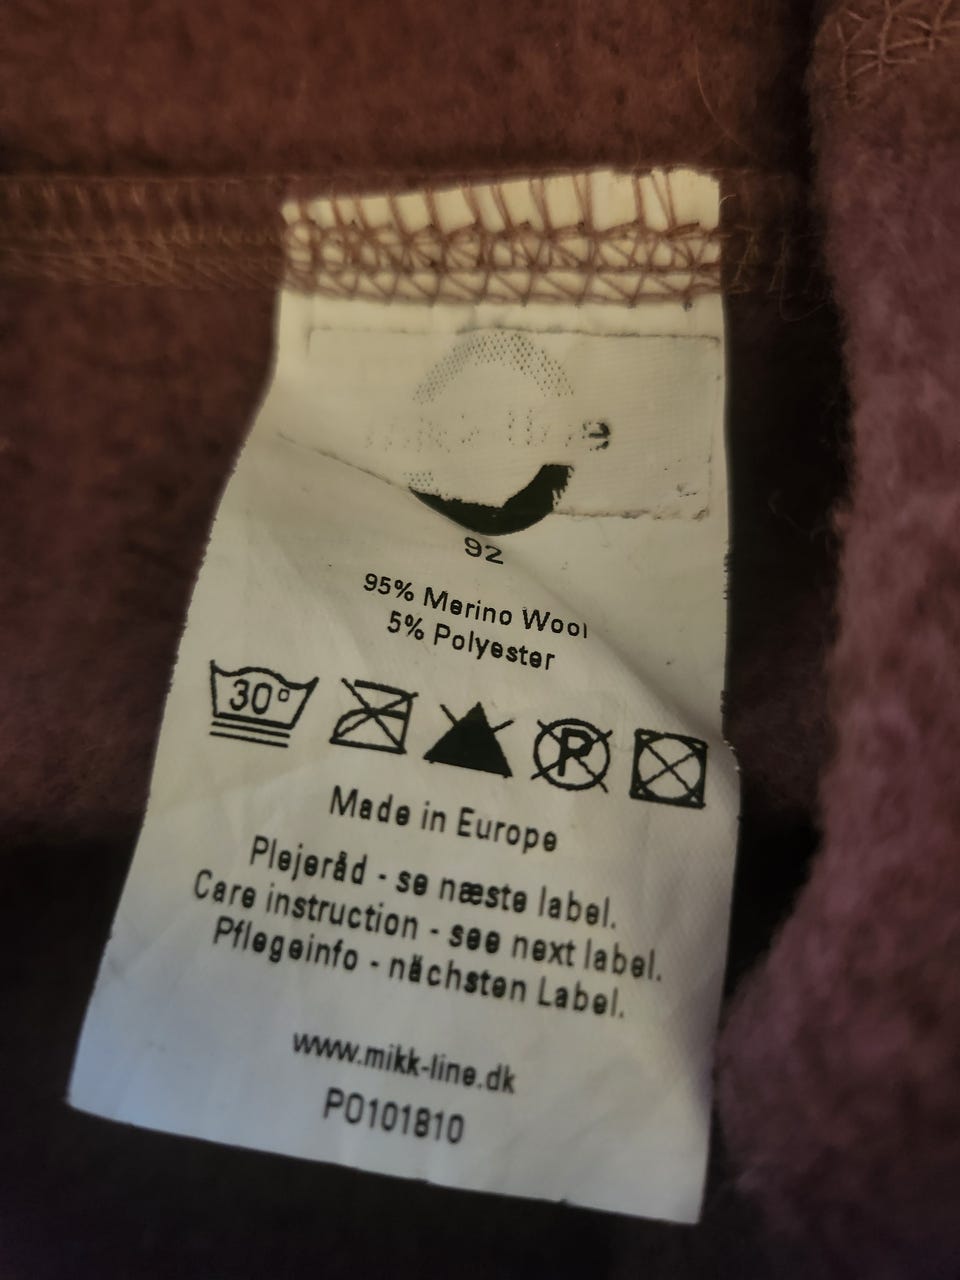 92
95% Merino Wool
5% Polyester
30°
P
Made in Europe
Plejeråd - se næste label.
Care instruction - see next label.
Pflegeinfo - nächsten Label.
www.mikk-line.dk
PO101810